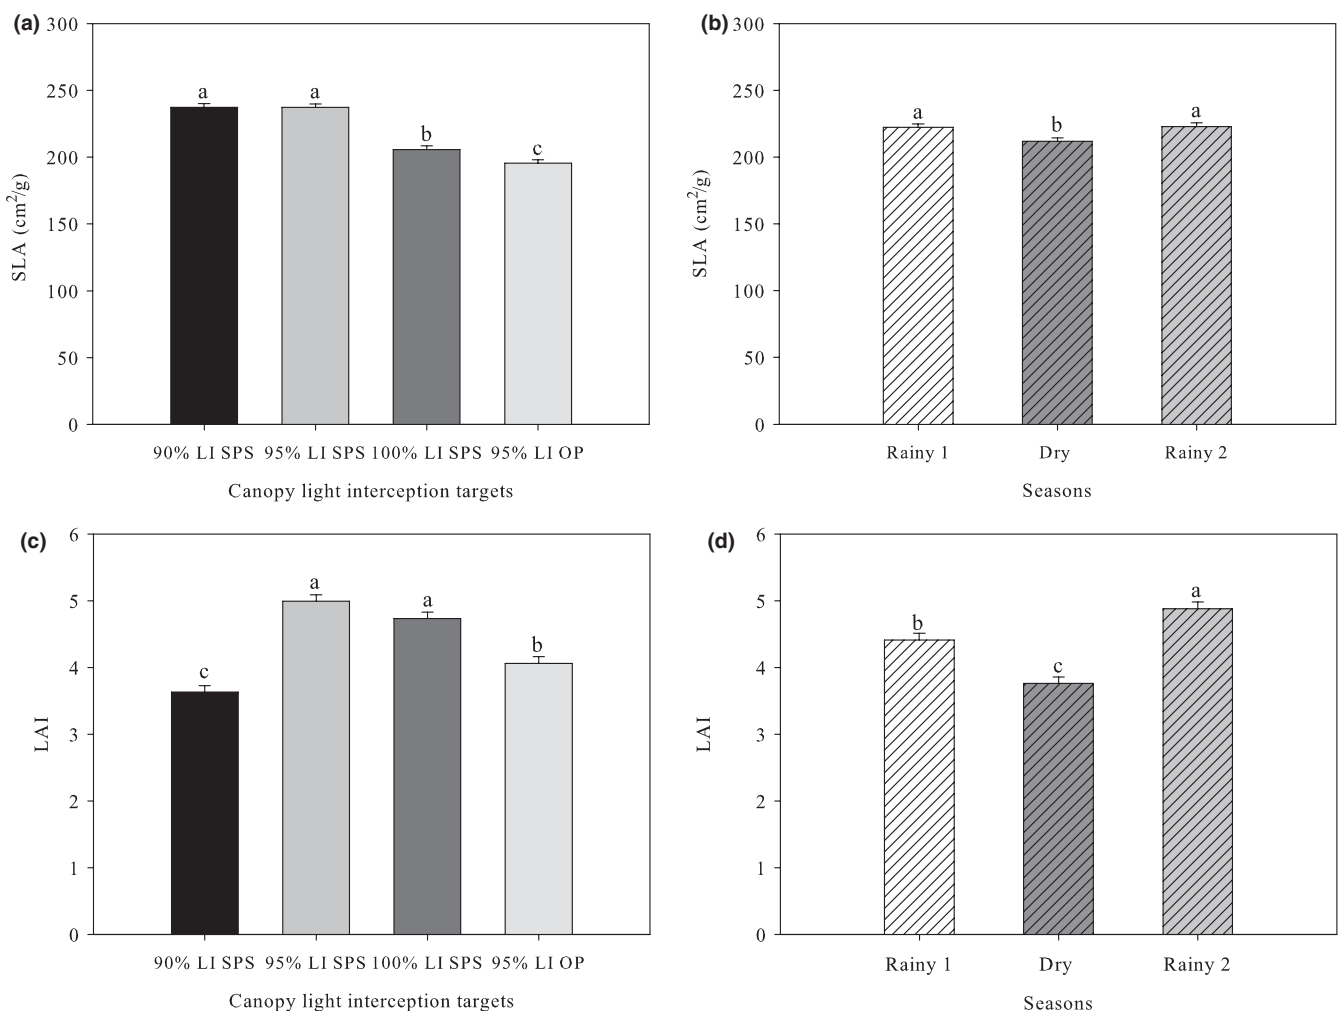 (a)
300
250
200
150
100
50
0
SLA (cm²/g)
a
a
b
c
90% LI SPS 95% LI SPS 100% LI SPS 95% LI OP
Canopy light interception targets
(b)
300
250
200
150
100
50
0
SLA (cm²/g)
a
b
a
Rainy 1 Dry Rainy 2
Seasons
(c)
6
5
4
3
2
1
0
LAI
c
a
a
b
90% LI SPS 95% LI SPS 100% LI SPS 95% LI OP
Canopy light interception targets
(d)
6
5
4
3
2
1
0
LAI
b
c
a
Rainy 1 Dry Rainy 2
Seasons